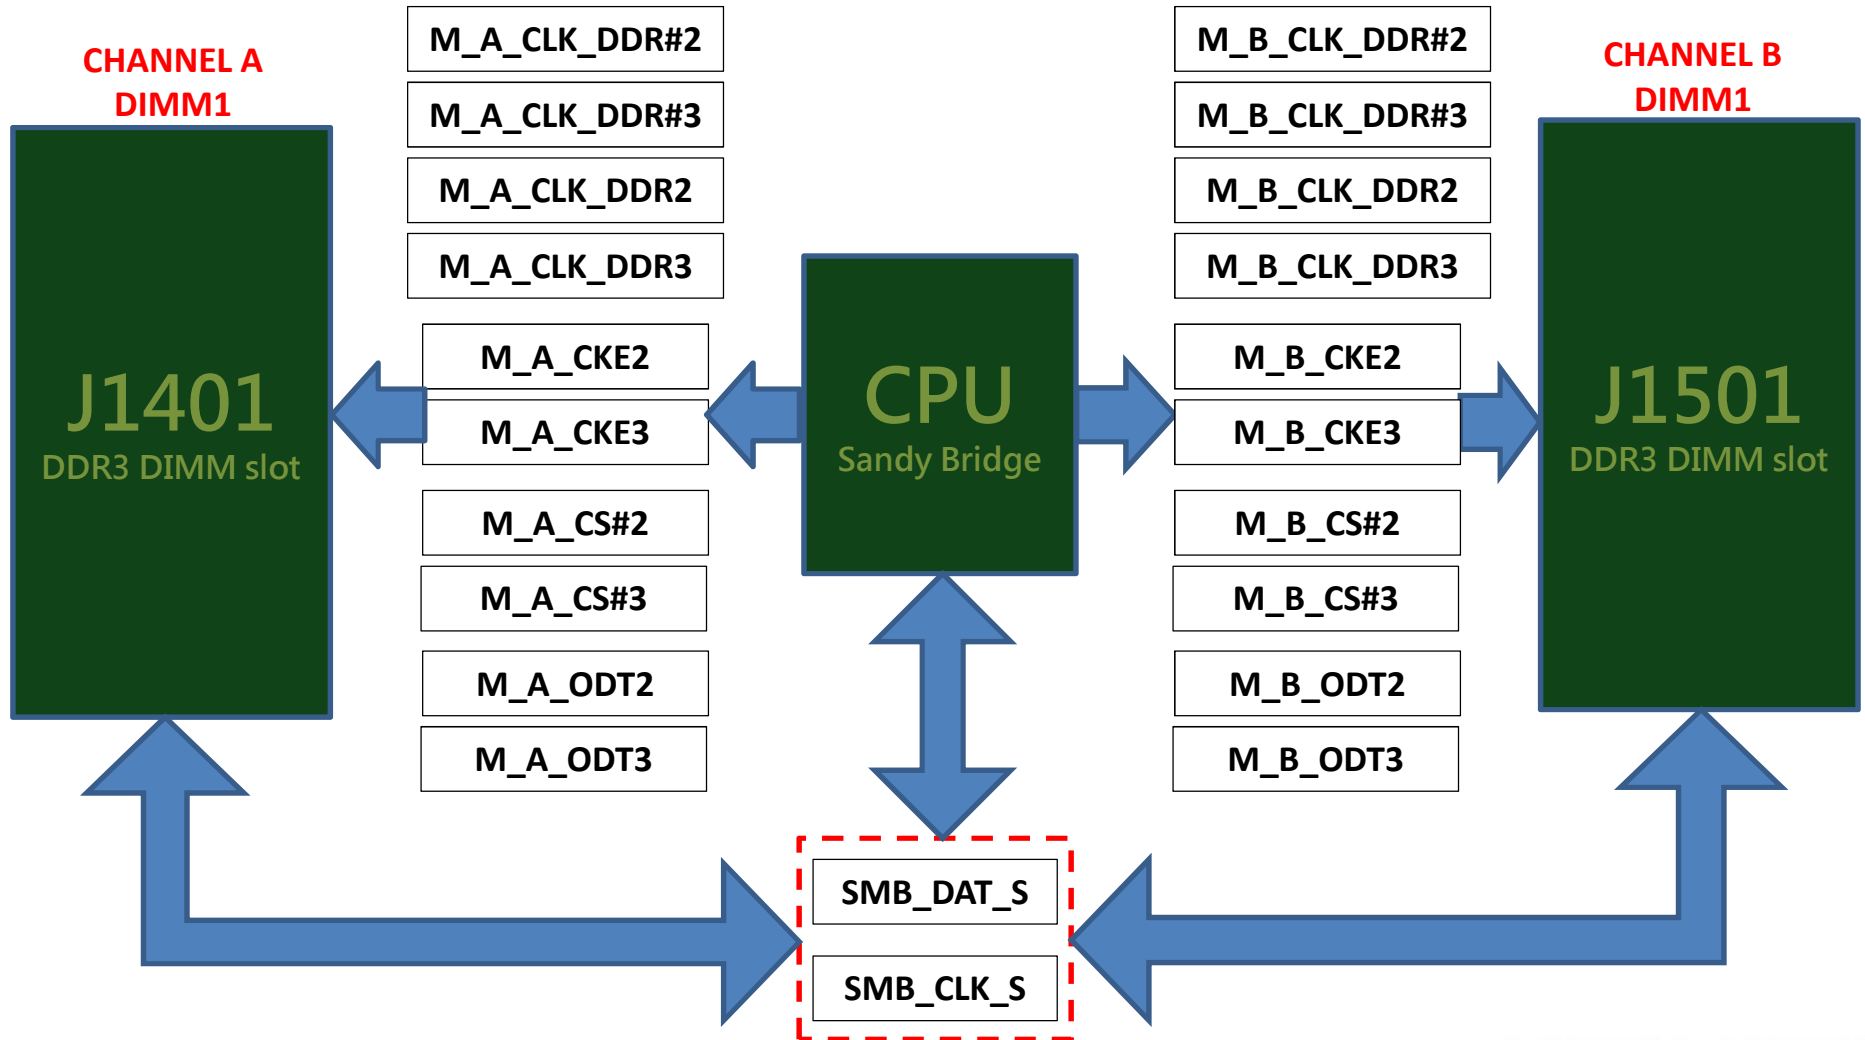 CHANNEL A
DIMM1
J1401
DDR3 DIMM slot
M_A_CLK_DDR#2
M_A_CLK_DDR#3
M_A_CLK_DDR2
M_A_CLK_DDR3
M_A_CKE2
M_A_CKE3
M_A_CS#2
M_A_CS#3
M_A_ODT2
M_A_ODT3
CPU
Sandy Bridge
SMB_DAT_S
SMB_CLK_S
M_B_CLK_DDR#2
M_B_CLK_DDR#3
M_B_CLK_DDR2
M_B_CLK_DDR3
M_B_CKE2
M_B_CKE3
M_B_CS#2
M_B_CS#3
M_B_ODT2
M_B_ODT3
CHANNEL B
DIMM1
J1501
DDR3 DIMM slot